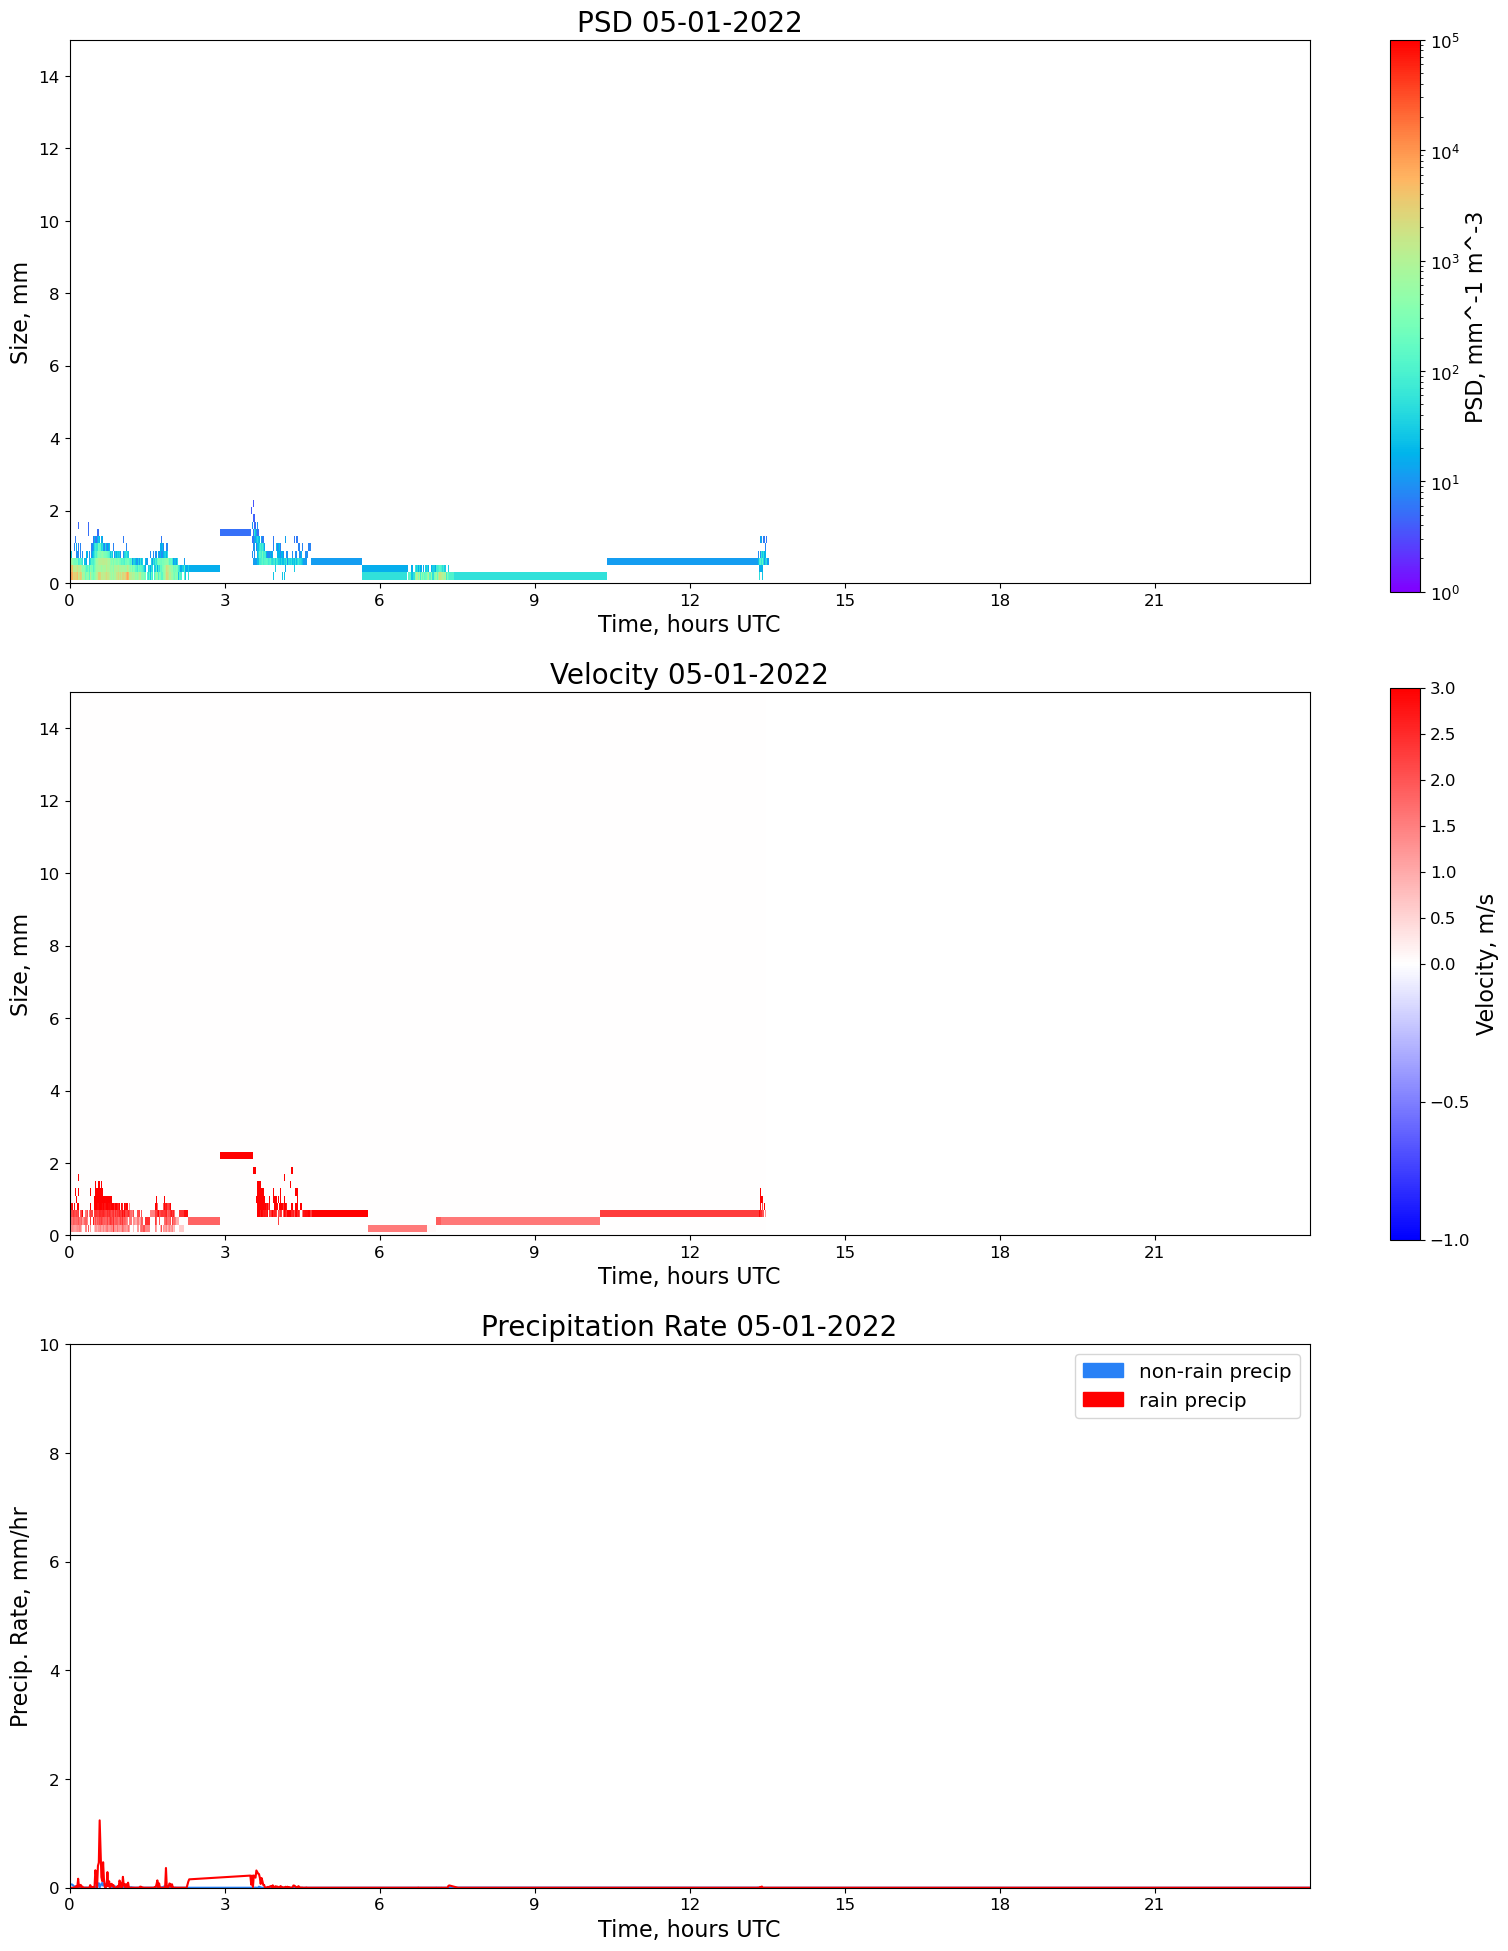 PSD 05-01-2022
14
12
10
8
6
4
2
0
Size, mm
0 3 6 9 12 15 18 21
Time, hours UTC
10^5
10^4
10^3
10^2
10^1
10^0
PSD, mm^-1 m^-3
Velocity 05-01-2022
14
12
10
8
6
4
2
0
Size, mm
0 3 6 9 12 15 18 21
Time, hours UTC
3.0
2.5
2.0
1.5
1.0
0.5
0.0
−0.5
−1.0
Velocity, m/s
Precipitation Rate 05-01-2022
10
8
6
4
2
0
Precip. Rate, mm/hr
non-rain precip
rain precip
0 3 6 9 12 15 18 21
Time, hours UTC